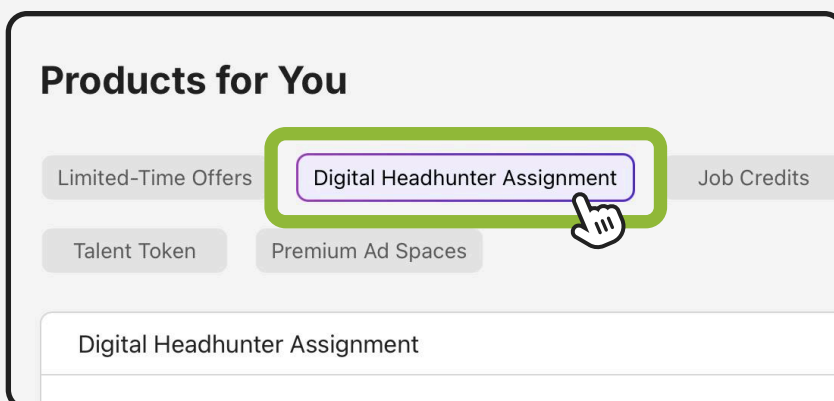 Products for You
Limited-Time Offers Digital Headhunter Assignment Job Credits
Talent Token Premium Ad Spaces
Digital Headhunter Assignment